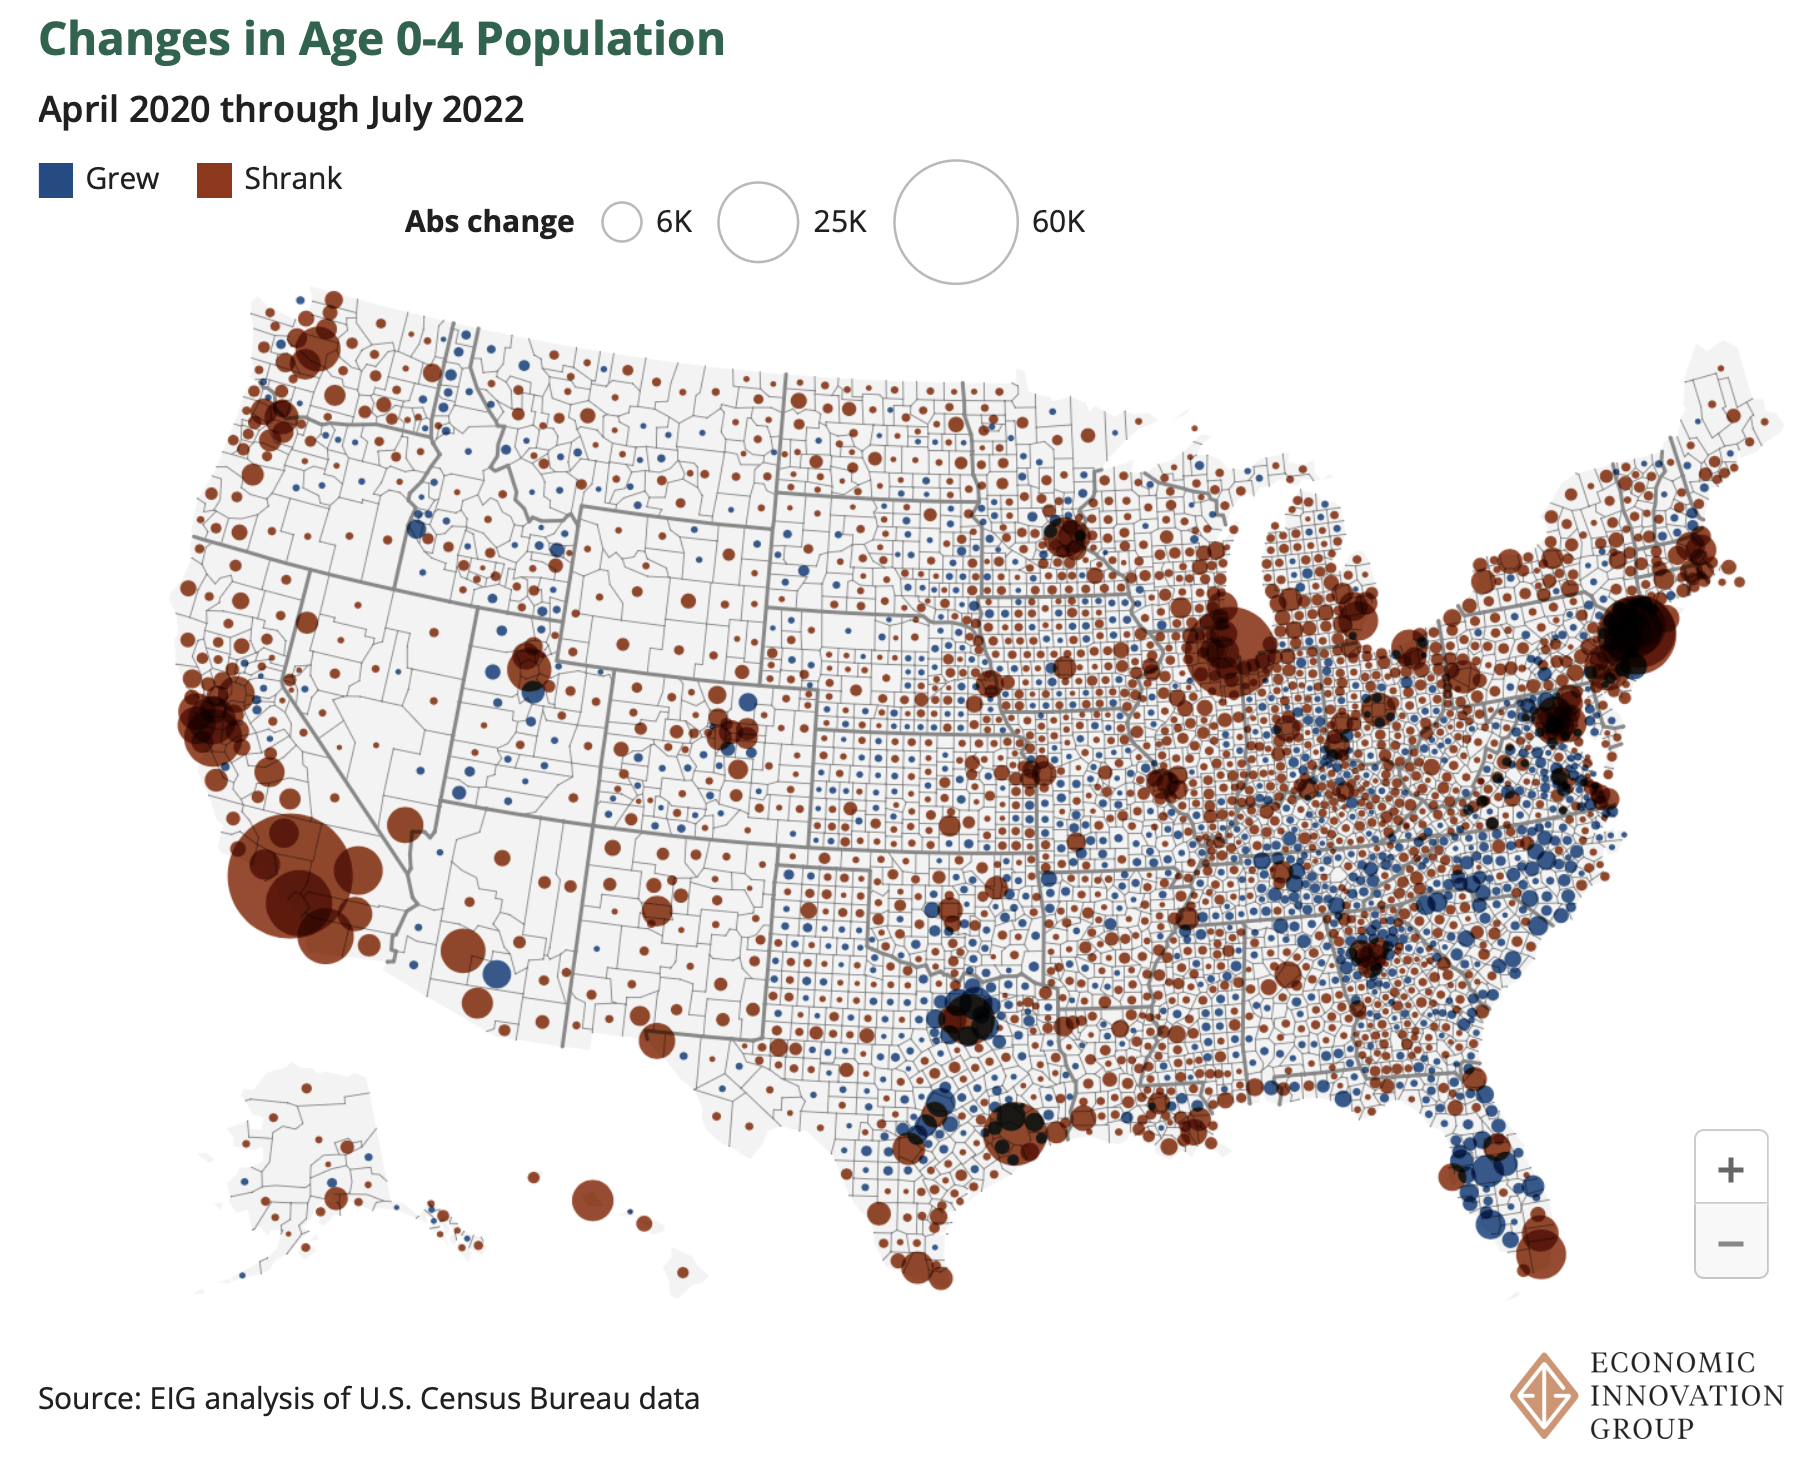 Changes in Age 0-4 Population
April 2020 through July 2022
Grew Shrank
Abs change 6K 25K 60K
+
−
Source: EIG analysis of U.S. Census Bureau data
ECONOMIC
INNOVATION
GROUP